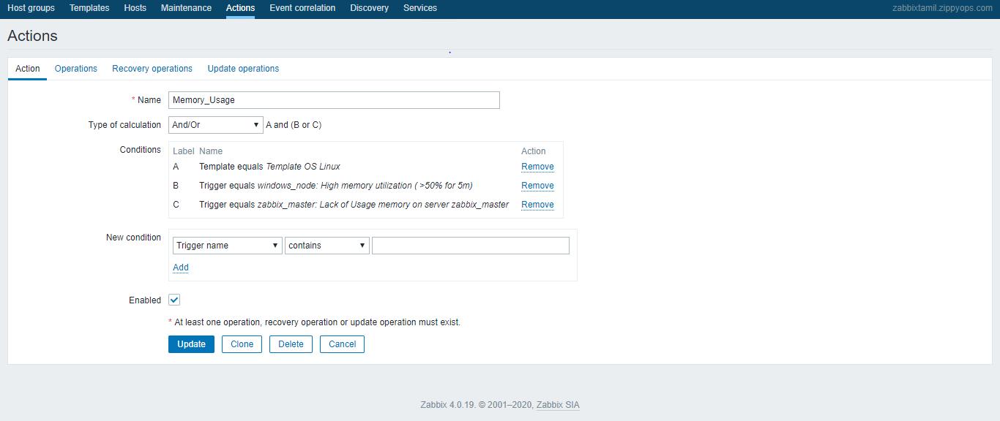 Host groups Templates Hosts Maintenance Actions Event correlation Discovery Services zabbixtamil.zippyops.com
Actions
Action Operations Recovery operations Update operations
* Name Memory_Usage
Type of calculation And/Or A and (B or C)
Conditions Label Name Action
A Template equals Template OS Linux Remove
B Trigger equals windows_node: High memory utilization ( >50% for 5m) Remove
C Trigger equals zabbix_master: Lack of Usage memory on server zabbix_master Remove
New condition
Trigger name contains
Add
Enabled
* At least one operation, recovery operation or update operation must exist.
Update Clone Delete Cancel
Zabbix 4.0.19. © 2001–2020, Zabbix SIA